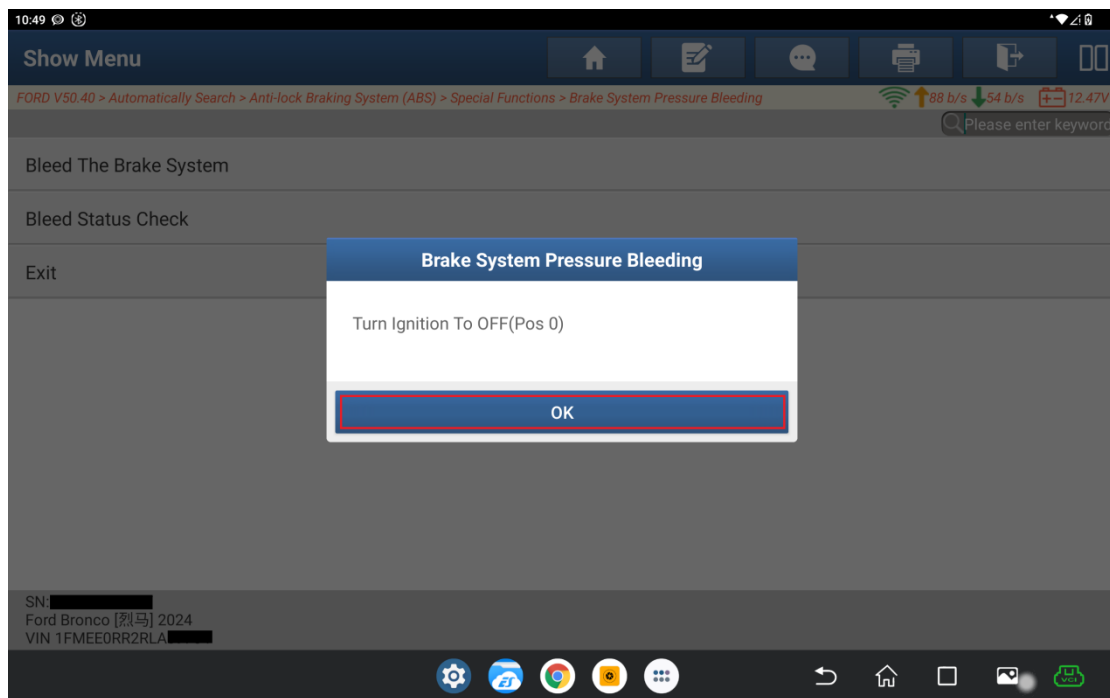 10:49
Show Menu
FORD V50.40 > Automatically Search > Anti-lock Braking System (ABS) > Special Functions > Brake System Pressure Bleeding
88 b/s 54 b/s 12.47V
Please enter keyword
Bleed The Brake System
Bleed Status Check
Exit
Brake System Pressure Bleeding
Turn Ignition To OFF(Pos 0)
OK
SN:
Ford Bronco [烈马] 2024
VIN 1FMEE0RR2RLA
ES
VCI